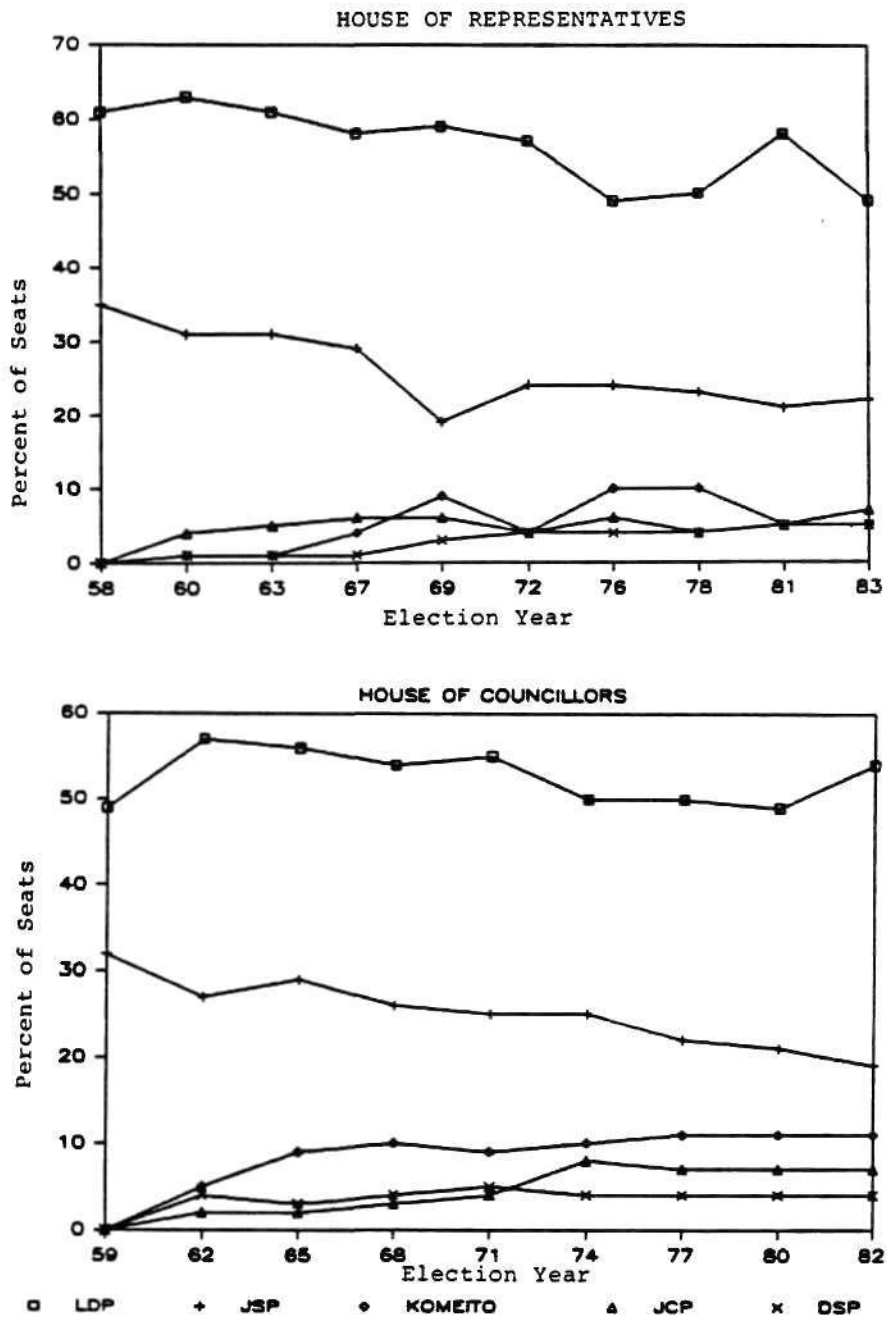 HOUSE OF REPRESENTATIVES
70
60
50
40
30
20
10
0
Percent of Seats
58 60 63 67 69 72 76 78 81 83
Election Year
HOUSE OF COUNCILLORS
60
50
40
30
20
10
0
Percent of Seats
59 62 65 68 71 74 77 80 82
Election Year
LDP JSP KOMEITO JCP DSP